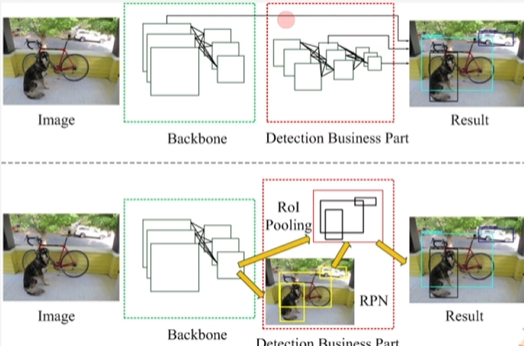 Image
Backbone
Detection Business Part
Result
RoI
Pooling
RPN
Image
Backbone
Detection Business Part
Result